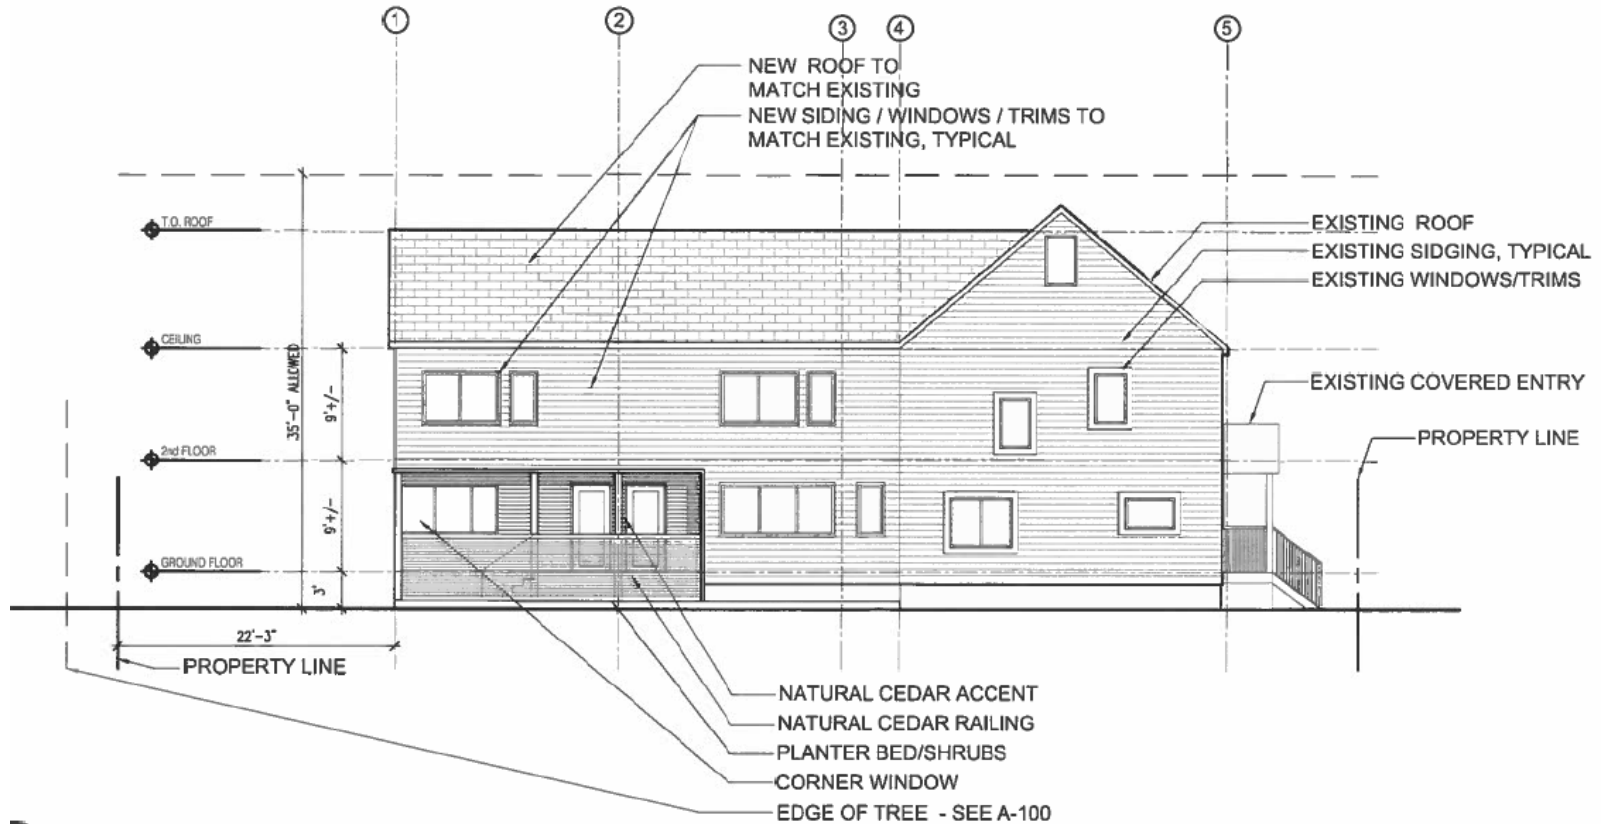 1
2
3
4
5
NEW ROOF TO
MATCH EXISTING
NEW SIDING / WINDOWS / TRIMS TO
MATCH EXISTING, TYPICAL
T.O. ROOF
EXISTING ROOF
EXISTING SIDGING, TYPICAL
EXISTING WINDOWS/TRIMS
CEILING
35'-0" ALLOWED
9'+/-
EXISTING COVERED ENTRY
PROPERTY LINE
2nd FLOOR
9'+/-
GROUND FLOOR
3"
22'-3"
PROPERTY LINE
NATURAL CEDAR ACCENT
NATURAL CEDAR RAILING
PLANTER BED/SHRUBS
CORNER WINDOW
EDGE OF TREE - SEE A-100